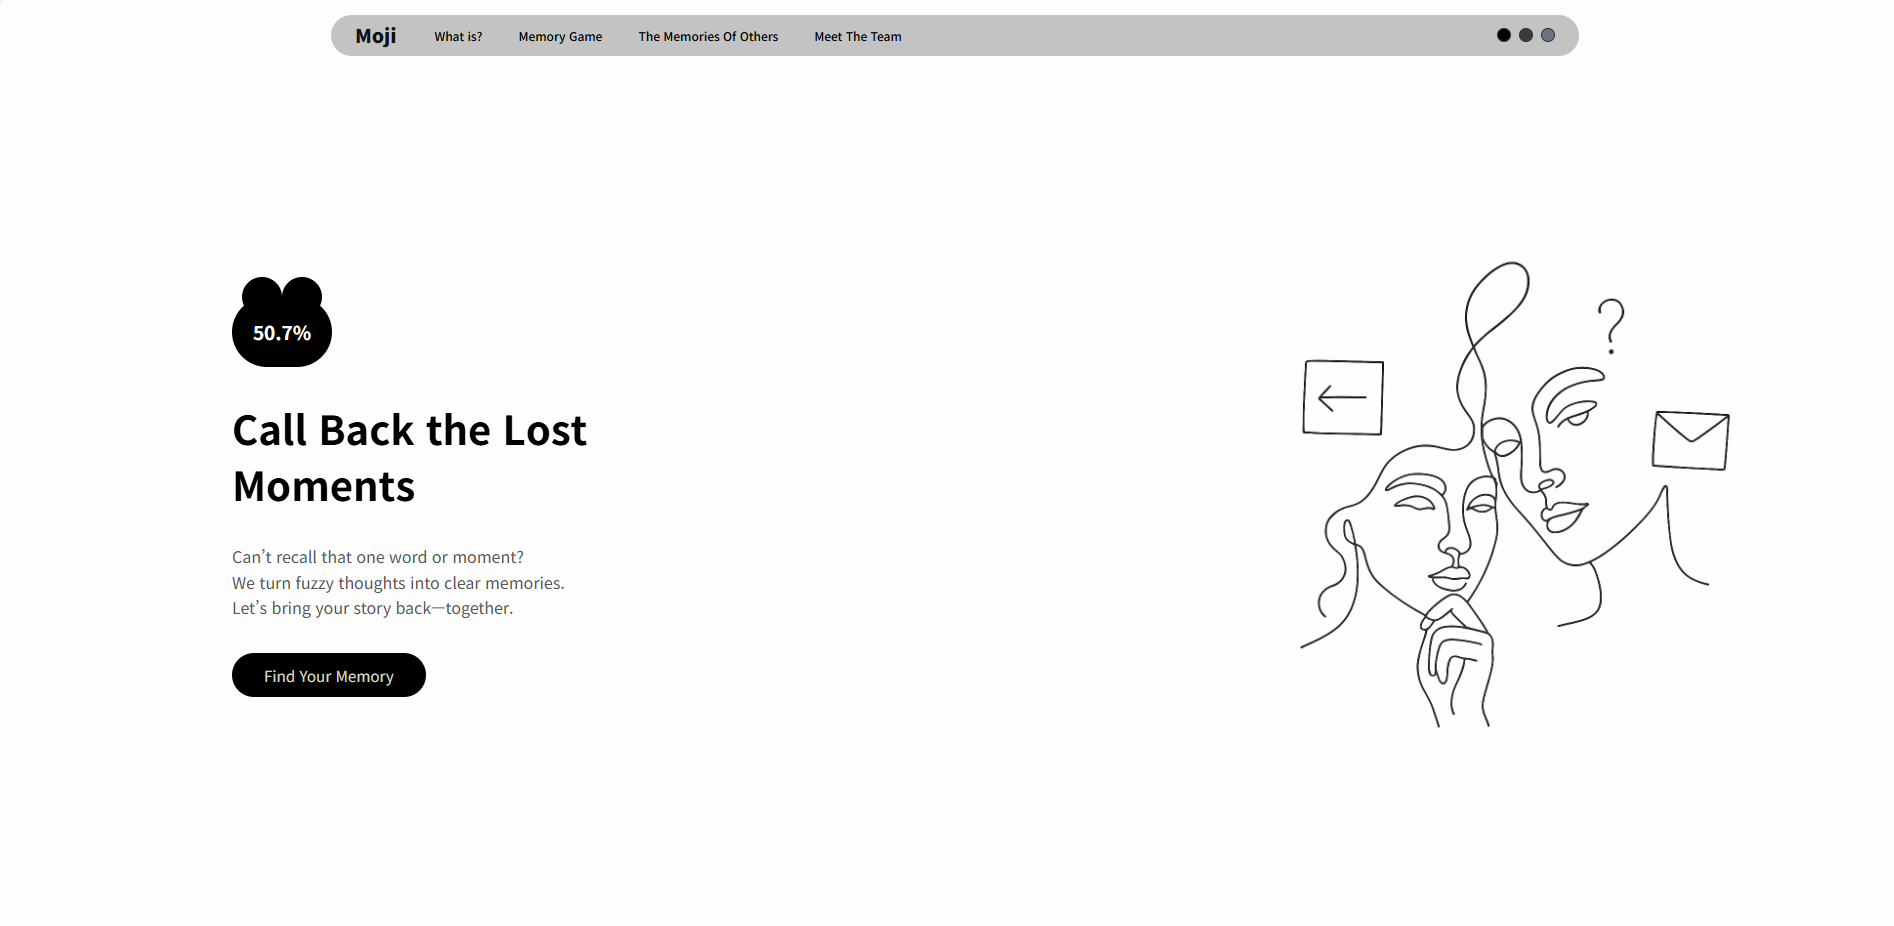 Moji
What is?
Memory Game
The Memories Of Others
Meet The Team
50.7%
Call Back the Lost
Moments
Can’t recall that one word or moment?
We turn fuzzy thoughts into clear memories.
Let’s bring your story back—together.
Find Your Memory
?